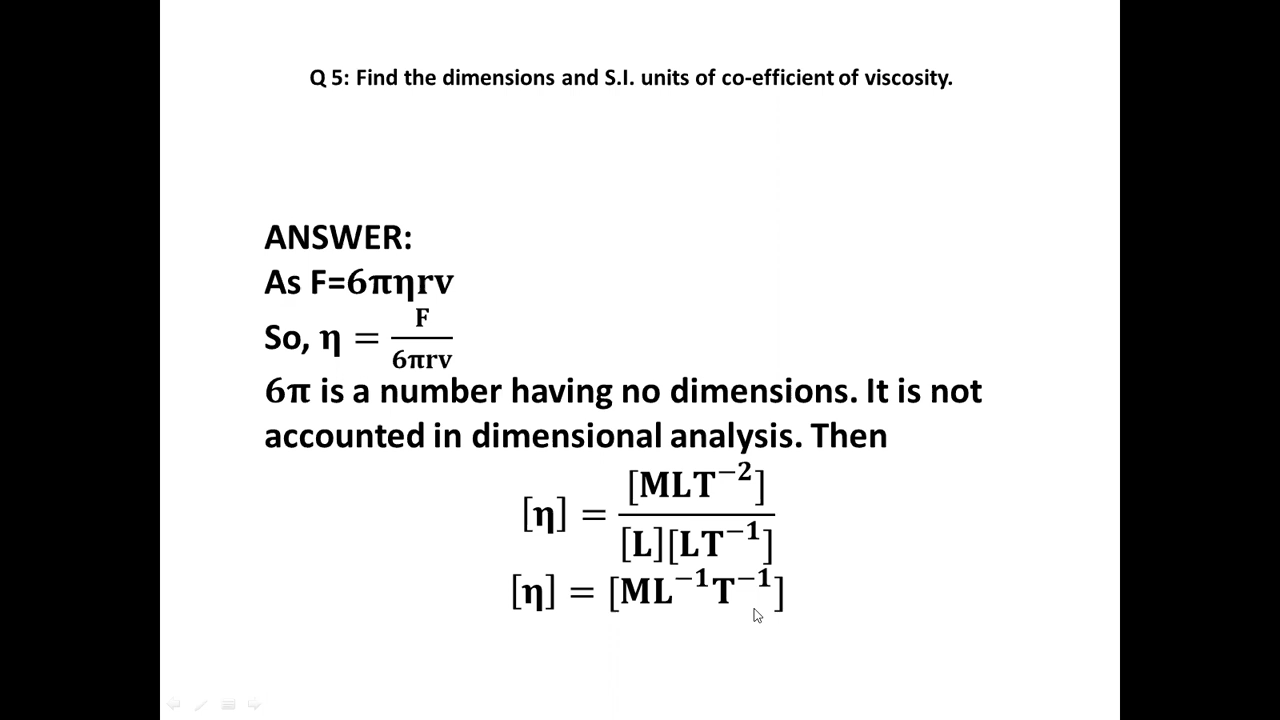 Q 5: Find the dimensions and S.I. units of co-efficient of viscosity.
ANSWER:
As F=6πηrv
So, η = F/6πrv
6π is a number having no dimensions. It is not
accounted in dimensional analysis. Then
[η] = [MLT⁻²]/[L][LT⁻¹]
[η] = [ML⁻¹T⁻¹]